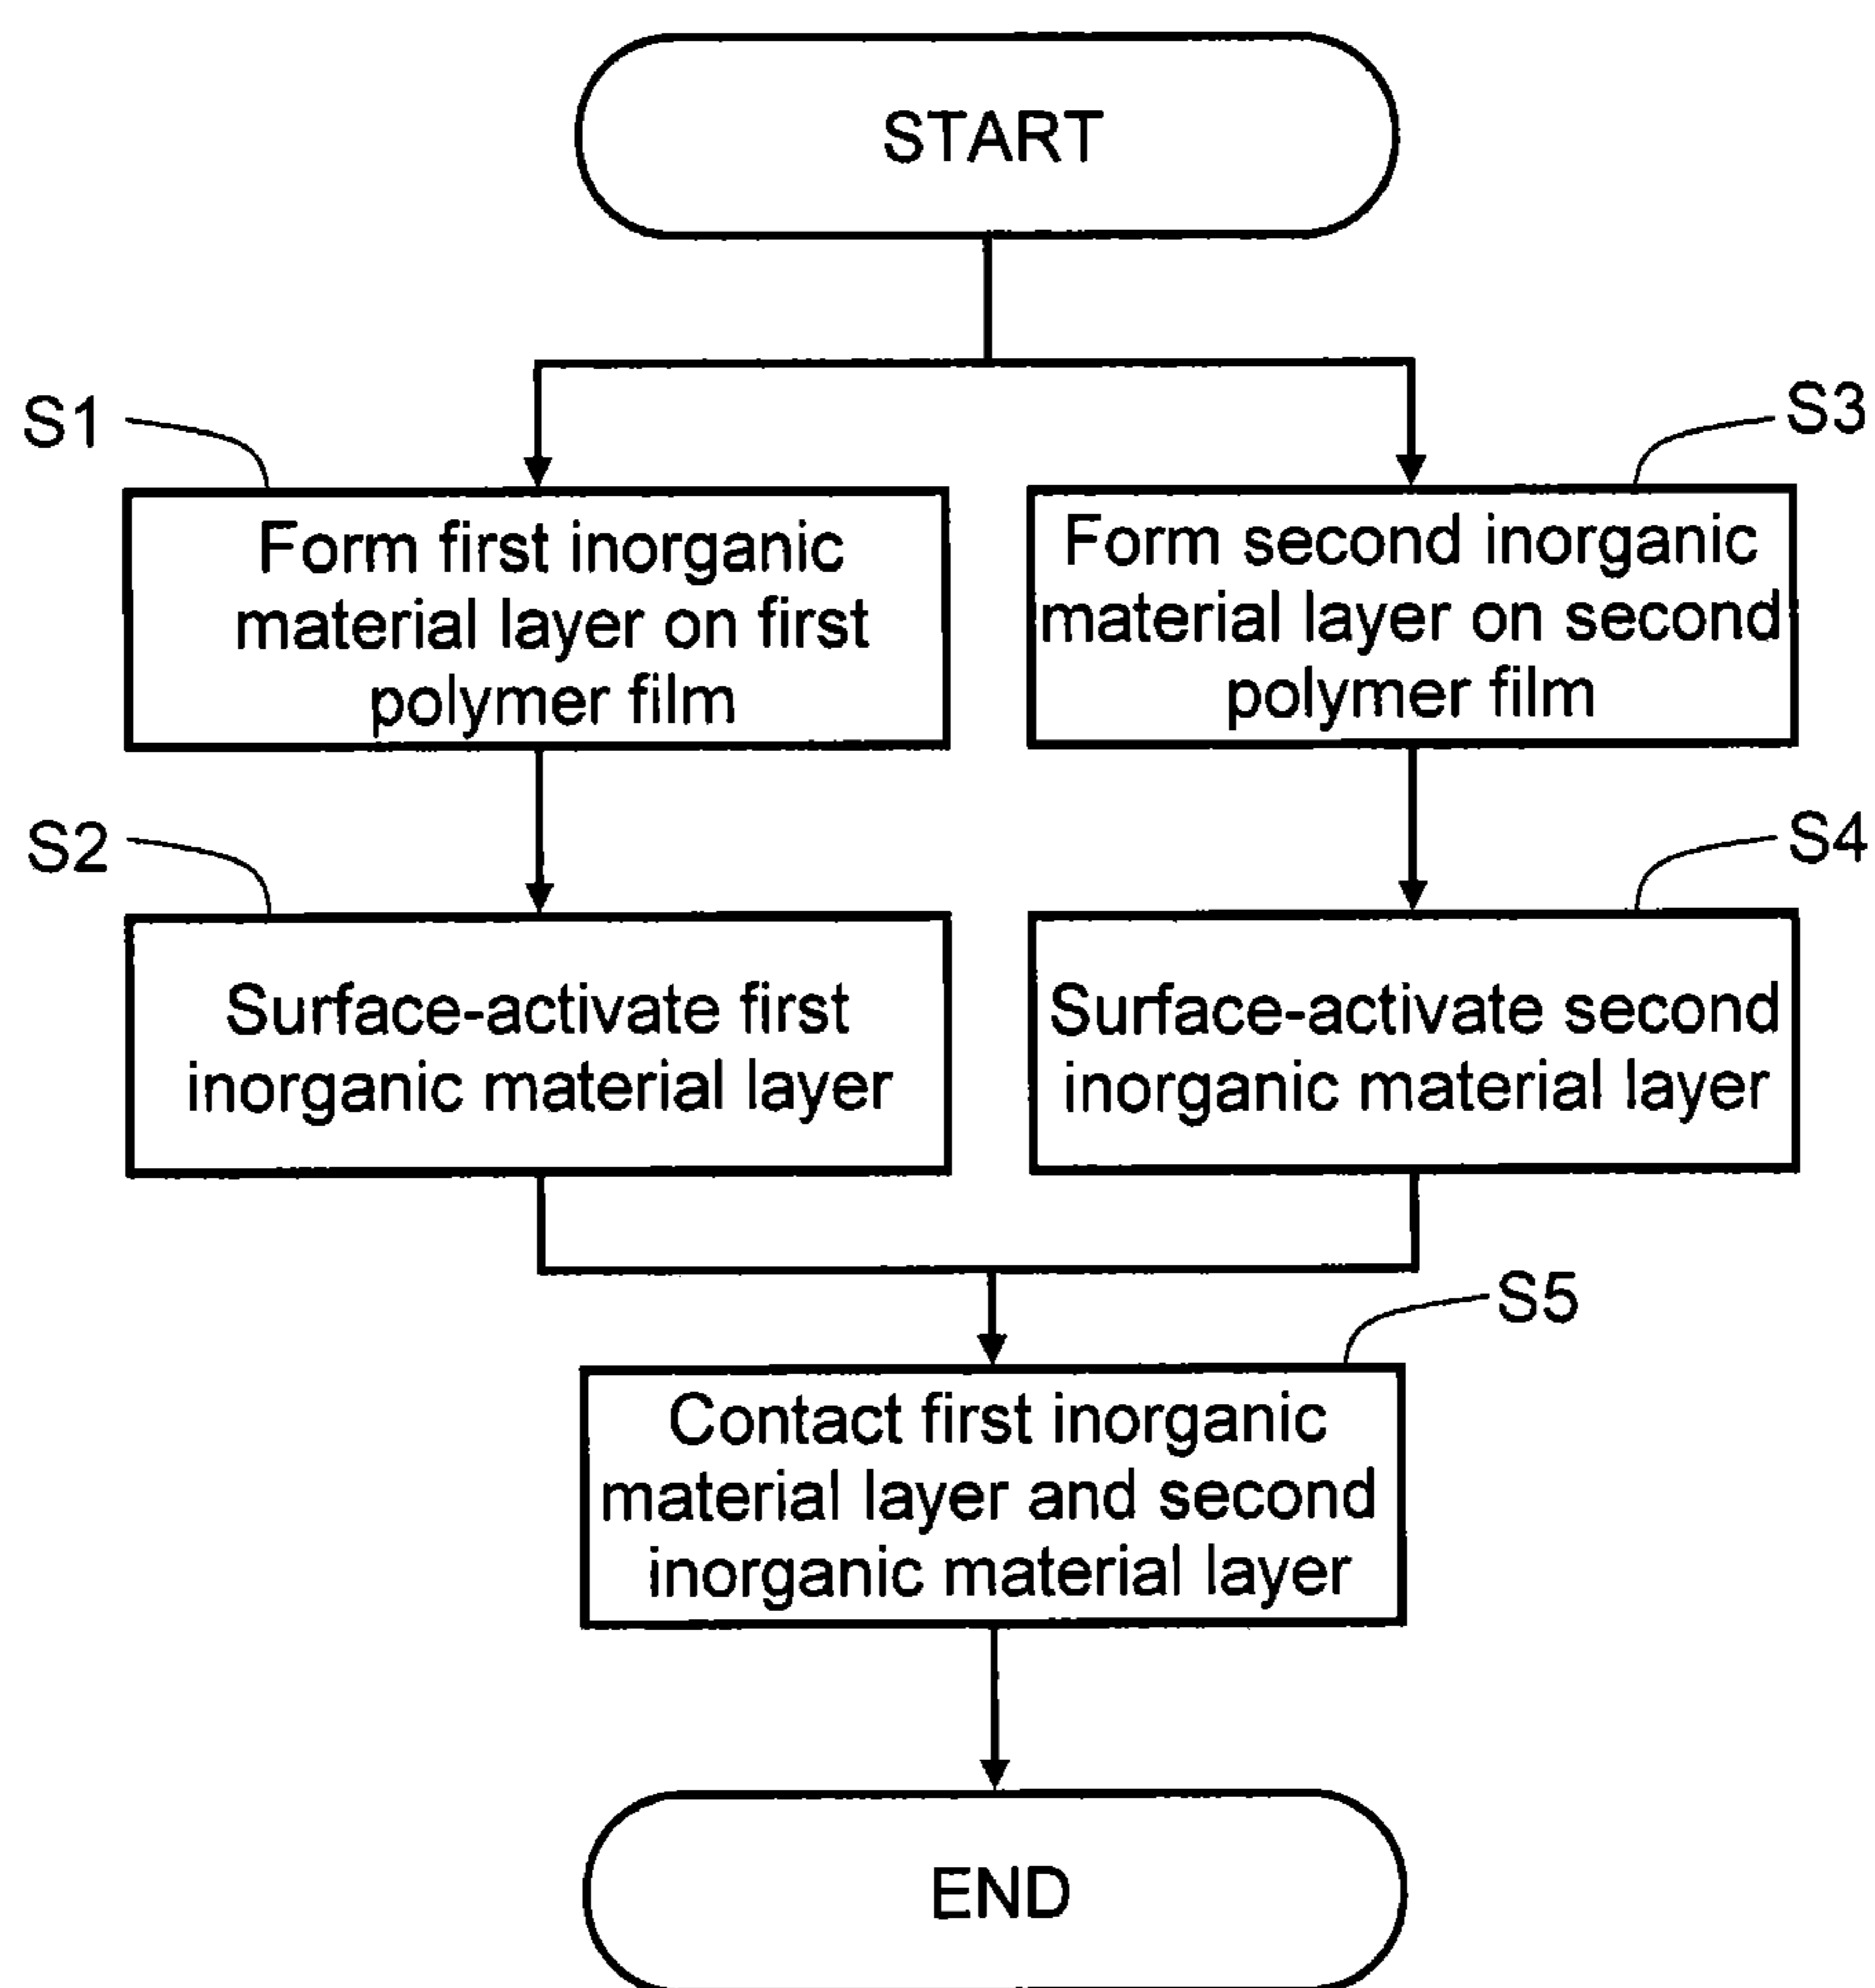 START
S1
Form first inorganic
material layer on first
polymer film
S3
Form second inorganic
material layer on second
polymer film
S2
Surface-activate first
inorganic material layer
S4
Surface-activate second
inorganic material layer
S5
Contact first inorganic
material layer and second
inorganic material layer
END